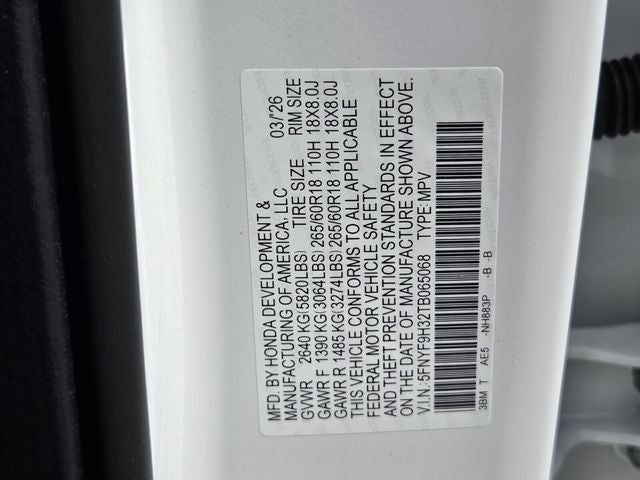 MFD. BY HONDA DEVELOPMENT & 03/'26
MANUFACTURING OF AMERICA, LLC
GVWR 2640 KG(5820LBS) TIRE SIZE RIM SIZE
GAWR F 1390 KG(3064LBS)265/60R18 110H 18X8.0J
GAWR R 1485 KG(3274LBS)265/60R18 110H 18X8.0J
THIS VEHICLE CONFORMS TO ALL APPLICABLE
FEDERAL MOTOR VEHICLE SAFETY
AND THEFT PREVENTION STANDARDS IN EFFECT
ON THE DATE OF MANUFACTURE SHOWN ABOVE.
V.I.N.: 5FNYF9H32TB065068 TYPE:MPV
3BM T AE5 -NH883P -B -B